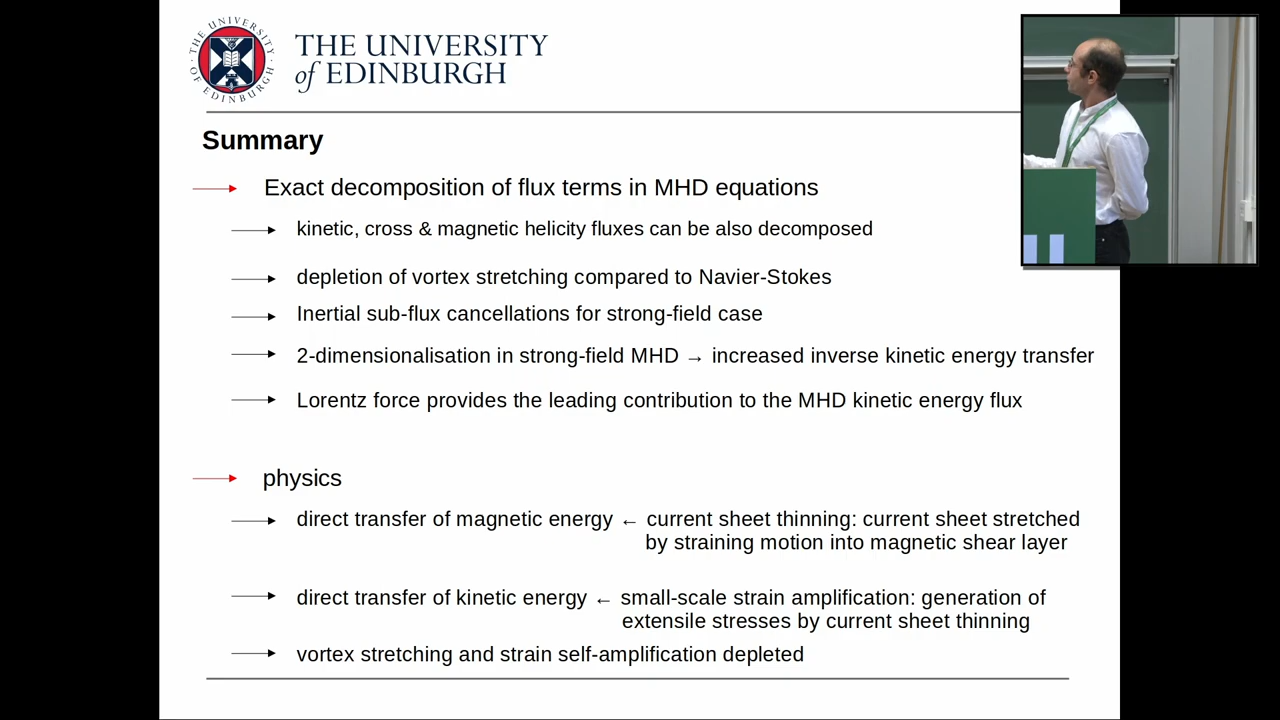 THE UNIVERSITY
of EDINBURGH
THE UNIVERSITY OF EDINBURGH
Summary
Exact decomposition of flux terms in MHD equations
kinetic, cross & magnetic helicity fluxes can be also decomposed
depletion of vortex stretching compared to Navier-Stokes
Inertial sub-flux cancellations for strong-field case
2-dimensionalisation in strong-field MHD → increased inverse kinetic energy transfer
Lorentz force provides the leading contribution to the MHD kinetic energy flux
physics
direct transfer of magnetic energy ← current sheet thinning: current sheet stretched
by straining motion into magnetic shear layer
direct transfer of kinetic energy ← small-scale strain amplification: generation of
extensile stresses by current sheet thinning
vortex stretching and strain self-amplification depleted